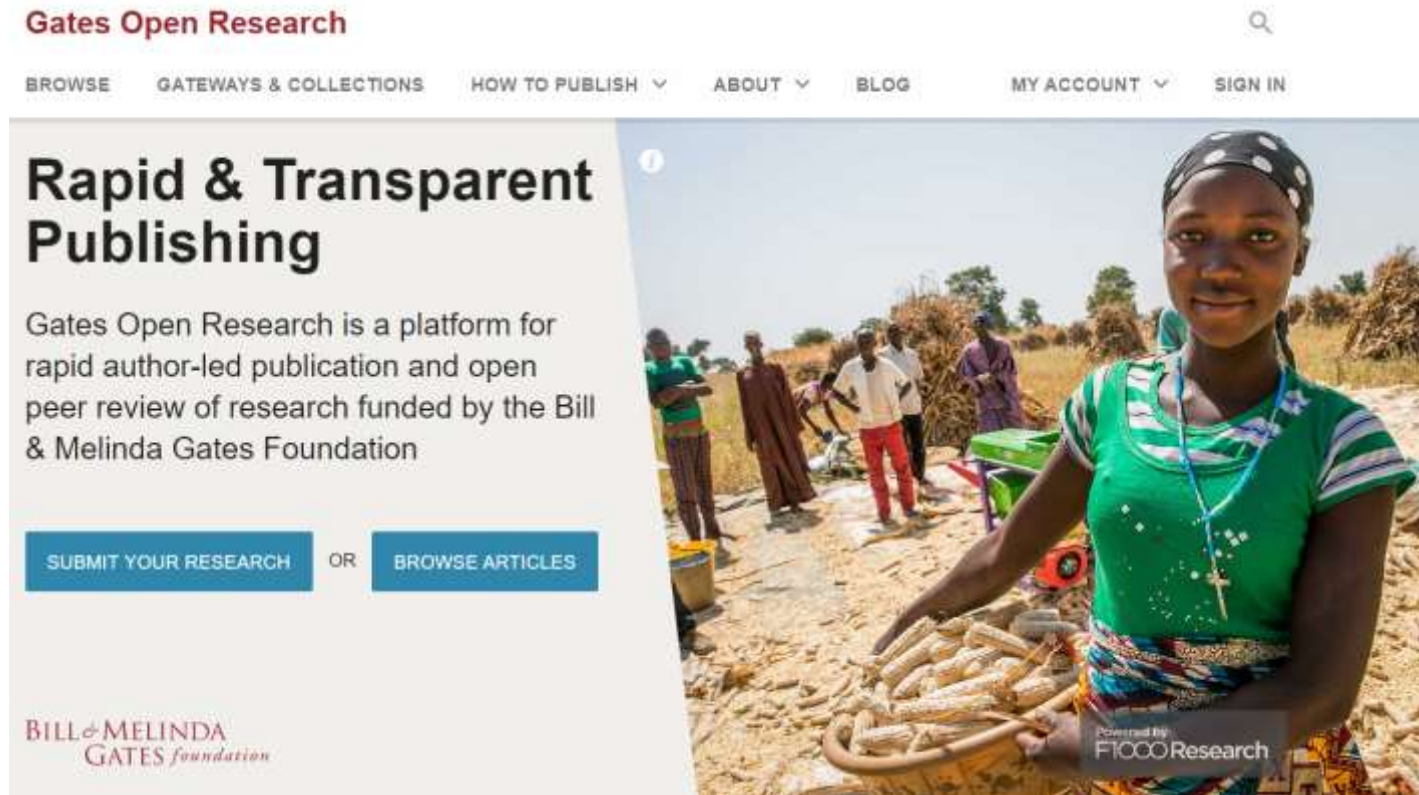 Gates Open Research
BROWSE GATEWAYS & COLLECTIONS HOW TO PUBLISH ABOUT BLOG MY ACCOUNT SIGN IN
Rapid & Transparent
Publishing
Gates Open Research is a platform for
rapid author-led publication and open
peer review of research funded by the Bill
& Melinda Gates Foundation
SUBMIT YOUR RESEARCH OR BROWSE ARTICLES
BILL & MELINDA
GATES foundation
Powered by
F1000Research